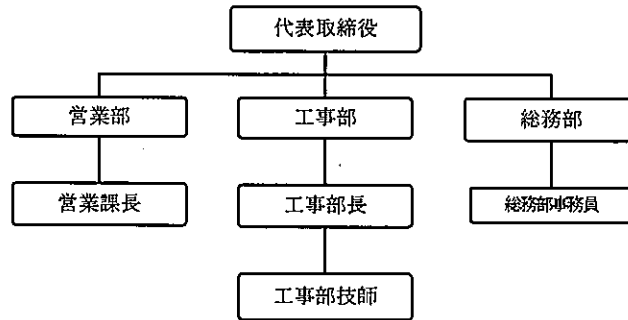 代表取締役
営業部
工事部
総務部
営業課長
工事部長
総務部事務員
工事部技師